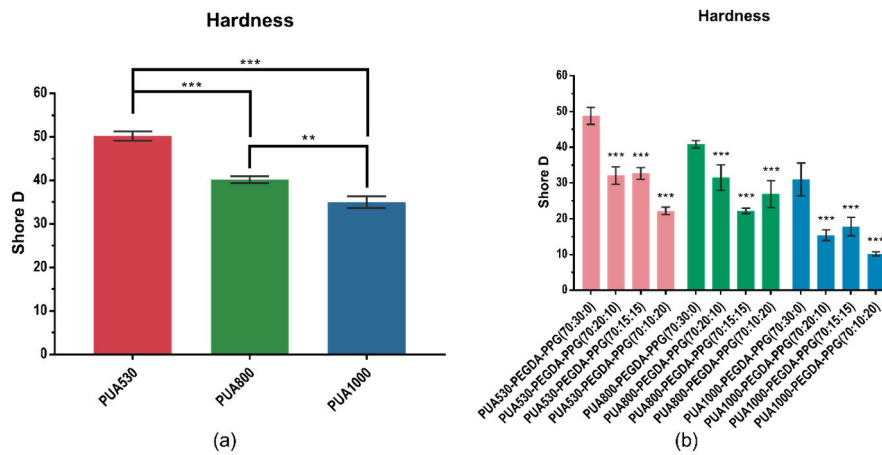 Hardness
***
***
**
60
50
40
30
20
10
0
Shore D
PUA530
PUA800
PUA1000
(a)
Hardness
60
50
40
30
20
10
0
Shore D
***
***
***
***
***
***
***
***
***
PUA530-PEGDA-PPG(70:30:0)
PUA530-PEGDA-PPG(70:20:10)
PUA530-PEGDA-PPG(70:15:15)
PUA530-PEGDA-PPG(70:10:20)
PUA800-PEGDA-PPG(70:30:0)
PUA800-PEGDA-PPG(70:20:10)
PUA800-PEGDA-PPG(70:15:15)
PUA800-PEGDA-PPG(70:10:20)
PUA1000-PEGDA-PPG(70:30:0)
PUA1000-PEGDA-PPG(70:20:10)
PUA1000-PEGDA-PPG(70:15:15)
PUA1000-PEGDA-PPG(70:10:20)
(b)